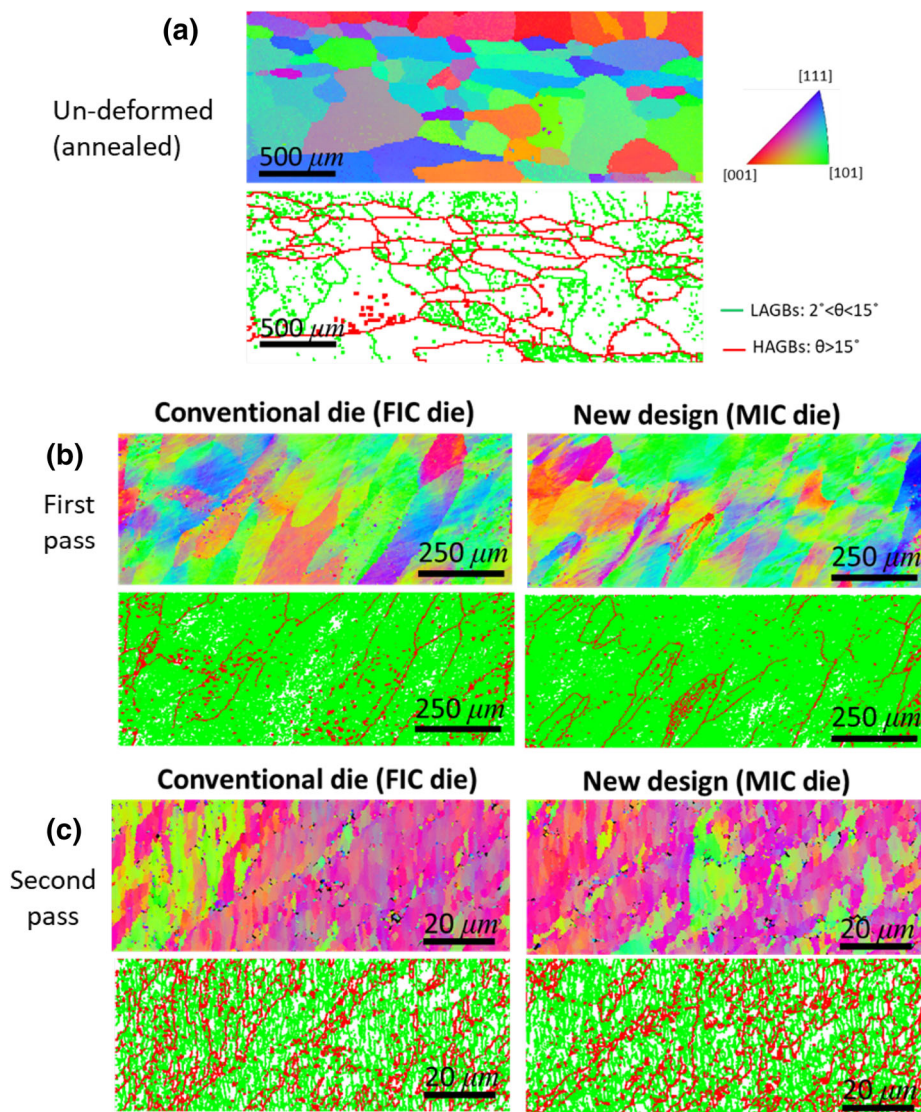 (a)
Un-deformed
(annealed)
500 μm
[111]
[001]
[101]
500 μm
LAGBs: 2˚<θ<15˚
HAGBs: θ>15˚
Conventional die (FIC die)
New design (MIC die)
(b)
First
pass
250 μm
250 μm
250 μm
250 μm
Conventional die (FIC die)
New design (MIC die)
(c)
Second
pass
20 μm
20 μm
20 μm
20 μm